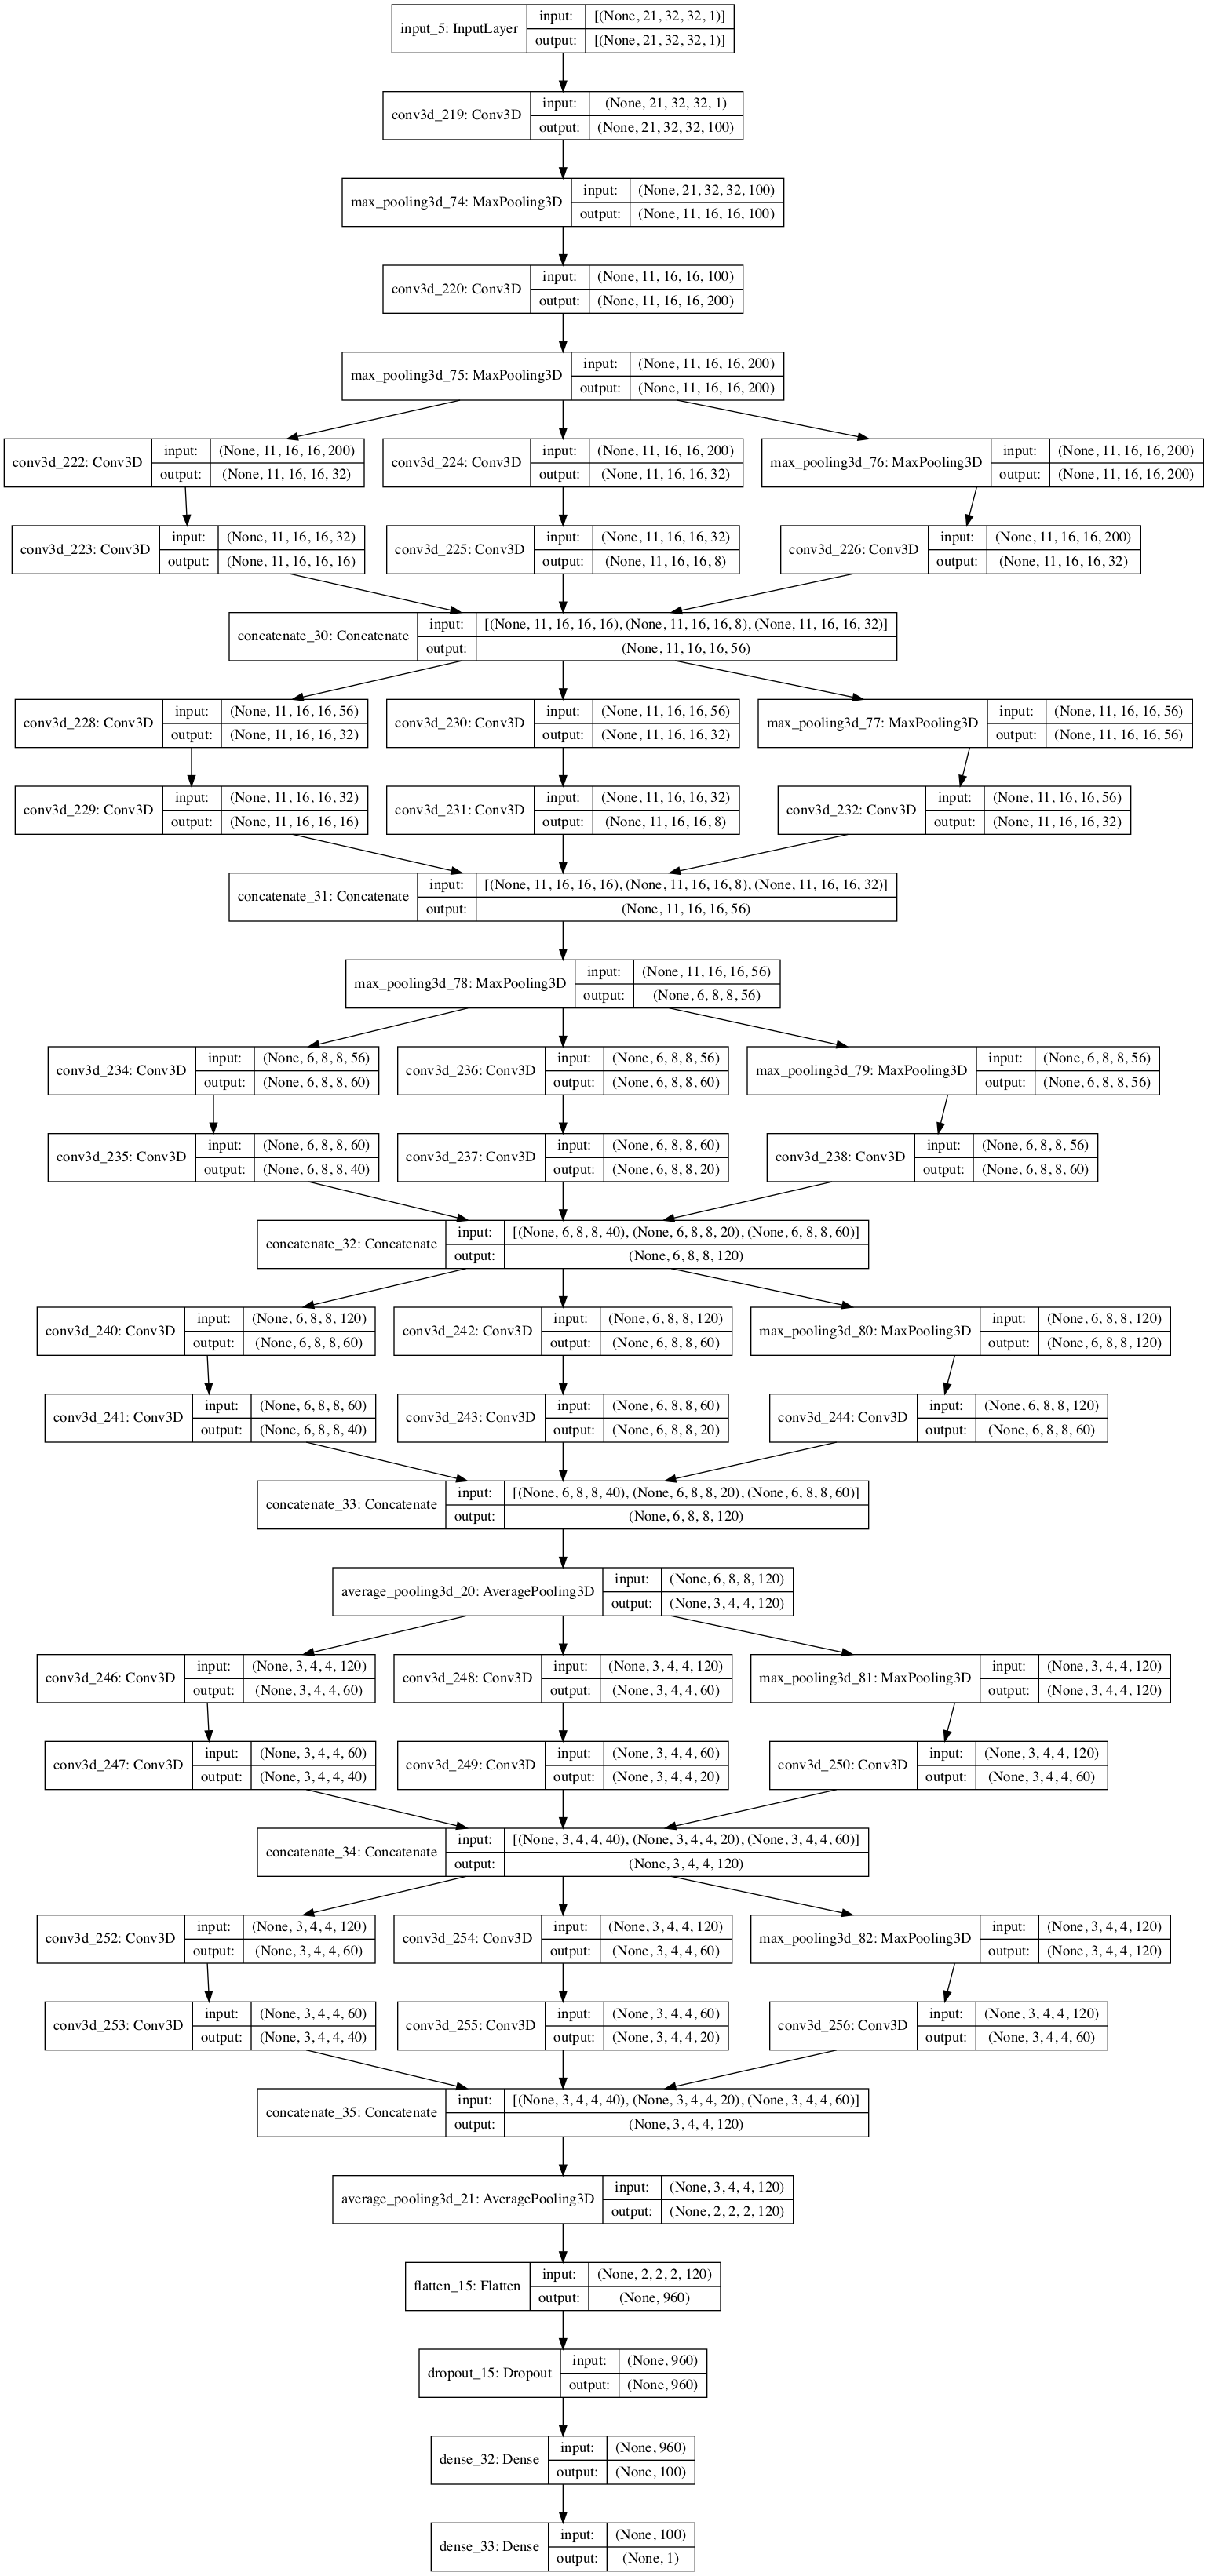 input_5: InputLayer
input: [(None, 21, 32, 32, 1)]
output: [(None, 21, 32, 32, 1)]
conv3d_219: Conv3D
input: (None, 21, 32, 32, 1)
output: (None, 21, 32, 32, 100)
max_pooling3d_74: MaxPooling3D
input: (None, 21, 32, 32, 100)
output: (None, 11, 16, 16, 100)
conv3d_220: Conv3D
input: (None, 11, 16, 16, 100)
output: (None, 11, 16, 16, 200)
max_pooling3d_75: MaxPooling3D
input: (None, 11, 16, 16, 200)
output: (None, 11, 16, 16, 200)
conv3d_222: Conv3D
input: (None, 11, 16, 16, 200)
output: (None, 11, 16, 16, 32)
conv3d_224: Conv3D
input: (None, 11, 16, 16, 200)
output: (None, 11, 16, 16, 32)
max_pooling3d_76: MaxPooling3D
input: (None, 11, 16, 16, 200)
output: (None, 11, 16, 16, 200)
conv3d_223: Conv3D
input: (None, 11, 16, 16, 32)
output: (None, 11, 16, 16, 16)
conv3d_225: Conv3D
input: (None, 11, 16, 16, 32)
output: (None, 11, 16, 16, 8)
conv3d_226: Conv3D
input: (None, 11, 16, 16, 200)
output: (None, 11, 16, 16, 32)
concatenate_30: Concatenate
input: [(None, 11, 16, 16, 16), (None, 11, 16, 16, 8), (None, 11, 16, 16, 32)]
output: (None, 11, 16, 16, 56)
conv3d_228: Conv3D
input: (None, 11, 16, 16, 56)
output: (None, 11, 16, 16, 32)
conv3d_230: Conv3D
input: (None, 11, 16, 16, 56)
output: (None, 11, 16, 16, 32)
max_pooling3d_77: MaxPooling3D
input: (None, 11, 16, 16, 56)
output: (None, 11, 16, 16, 56)
conv3d_229: Conv3D
input: (None, 11, 16, 16, 32)
output: (None, 11, 16, 16, 16)
conv3d_231: Conv3D
input: (None, 11, 16, 16, 32)
output: (None, 11, 16, 16, 8)
conv3d_232: Conv3D
input: (None, 11, 16, 16, 56)
output: (None, 11, 16, 16, 32)
concatenate_31: Concatenate
input: [(None, 11, 16, 16, 16), (None, 11, 16, 16, 8), (None, 11, 16, 16, 32)]
output: (None, 11, 16, 16, 56)
max_pooling3d_78: MaxPooling3D
input: (None, 11, 16, 16, 56)
output: (None, 6, 8, 8, 56)
conv3d_234: Conv3D
input: (None, 6, 8, 8, 56)
output: (None, 6, 8, 8, 60)
conv3d_236: Conv3D
input: (None, 6, 8, 8, 56)
output: (None, 6, 8, 8, 60)
max_pooling3d_79: MaxPooling3D
input: (None, 6, 8, 8, 56)
output: (None, 6, 8, 8, 56)
conv3d_235: Conv3D
input: (None, 6, 8, 8, 60)
output: (None, 6, 8, 8, 40)
conv3d_237: Conv3D
input: (None, 6, 8, 8, 60)
output: (None, 6, 8, 8, 20)
conv3d_238: Conv3D
input: (None, 6, 8, 8, 56)
output: (None, 6, 8, 8, 60)
concatenate_32: Concatenate
input: [(None, 6, 8, 8, 40), (None, 6, 8, 8, 20), (None, 6, 8, 8, 60)]
output: (None, 6, 8, 8, 120)
conv3d_240: Conv3D
input: (None, 6, 8, 8, 120)
output: (None, 6, 8, 8, 60)
conv3d_242: Conv3D
input: (None, 6, 8, 8, 120)
output: (None, 6, 8, 8, 60)
max_pooling3d_80: MaxPooling3D
input: (None, 6, 8, 8, 120)
output: (None, 6, 8, 8, 120)
conv3d_241: Conv3D
input: (None, 6, 8, 8, 60)
output: (None, 6, 8, 8, 40)
conv3d_243: Conv3D
input: (None, 6, 8, 8, 60)
output: (None, 6, 8, 8, 20)
conv3d_244: Conv3D
input: (None, 6, 8, 8, 120)
output: (None, 6, 8, 8, 60)
concatenate_33: Concatenate
input: [(None, 6, 8, 8, 40), (None, 6, 8, 8, 20), (None, 6, 8, 8, 60)]
output: (None, 6, 8, 8, 120)
average_pooling3d_20: AveragePooling3D
input: (None, 6, 8, 8, 120)
output: (None, 3, 4, 4, 120)
conv3d_246: Conv3D
input: (None, 3, 4, 4, 120)
output: (None, 3, 4, 4, 60)
conv3d_248: Conv3D
input: (None, 3, 4, 4, 120)
output: (None, 3, 4, 4, 60)
max_pooling3d_81: MaxPooling3D
input: (None, 3, 4, 4, 120)
output: (None, 3, 4, 4, 120)
conv3d_247: Conv3D
input: (None, 3, 4, 4, 60)
output: (None, 3, 4, 4, 40)
conv3d_249: Conv3D
input: (None, 3, 4, 4, 60)
output: (None, 3, 4, 4, 20)
conv3d_250: Conv3D
input: (None, 3, 4, 4, 120)
output: (None, 3, 4, 4, 60)
concatenate_34: Concatenate
input: [(None, 3, 4, 4, 40), (None, 3, 4, 4, 20), (None, 3, 4, 4, 60)]
output: (None, 3, 4, 4, 120)
conv3d_252: Conv3D
input: (None, 3, 4, 4, 120)
output: (None, 3, 4, 4, 60)
conv3d_254: Conv3D
input: (None, 3, 4, 4, 120)
output: (None, 3, 4, 4, 60)
max_pooling3d_82: MaxPooling3D
input: (None, 3, 4, 4, 120)
output: (None, 3, 4, 4, 120)
conv3d_253: Conv3D
input: (None, 3, 4, 4, 60)
output: (None, 3, 4, 4, 40)
conv3d_255: Conv3D
input: (None, 3, 4, 4, 60)
output: (None, 3, 4, 4, 20)
conv3d_256: Conv3D
input: (None, 3, 4, 4, 120)
output: (None, 3, 4, 4, 60)
concatenate_35: Concatenate
input: [(None, 3, 4, 4, 40), (None, 3, 4, 4, 20), (None, 3, 4, 4, 60)]
output: (None, 3, 4, 4, 120)
average_pooling3d_21: AveragePooling3D
input: (None, 3, 4, 4, 120)
output: (None, 2, 2, 2, 120)
flatten_15: Flatten
input: (None, 2, 2, 2, 120)
output: (None, 960)
dropout_15: Dropout
input: (None, 960)
output: (None, 960)
dense_32: Dense
input: (None, 960)
output: (None, 100)
dense_33: Dense
input: (None, 100)
output: (None, 1)